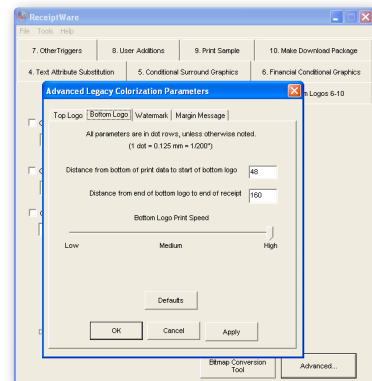 ReceiptWare
File Tools Help
7. OtherTriggers 8. User Additions 9. Print Sample 10. Make Download Package
4. Text Attribute Substitution 5. Conditional Surround Graphics 6. Financial Conditional Graphics
Advanced Legacy Colorization Parameters
Logos 6-10
Top Logo Bottom Logo Watermark Margin Message
All parameters are in dot rows, unless otherwise noted.
(1 dot = 0.125 mm = 1/200")
Distance from bottom of print data to start of bottom logo 48
Distance from end of bottom logo to end of receipt 160
Bottom Logo Print Speed
Low Medium High
Defaults
OK Cancel Apply
Bitmap Conversion
Tool
Advanced...